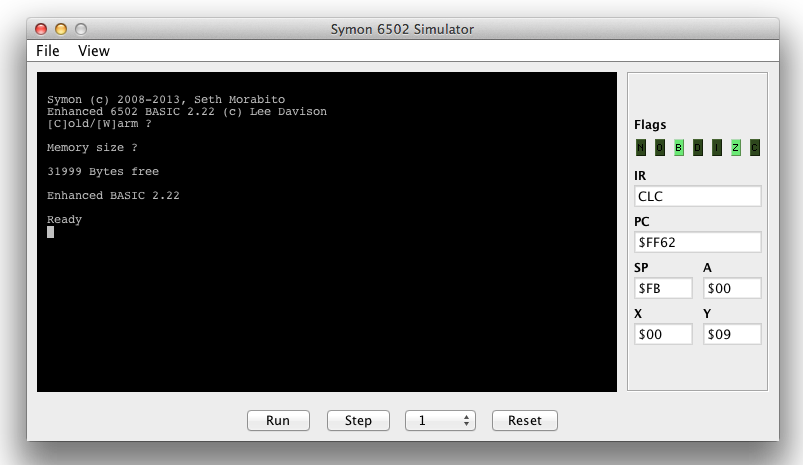 Symon 6502 Simulator
File View
Symon (c) 2008-2013, Seth Morabito
Enhanced 6502 BASIC 2.22 (c) Lee Davison
[C]old/[W]arm ?
Memory size ?
31999 Bytes free
Enhanced BASIC 2.22
Ready
Flags
N O B D I Z C
IR
CLC
PC
$FF62
SP A
$FB $00
X Y
$00 $09
Run Step 1 Reset